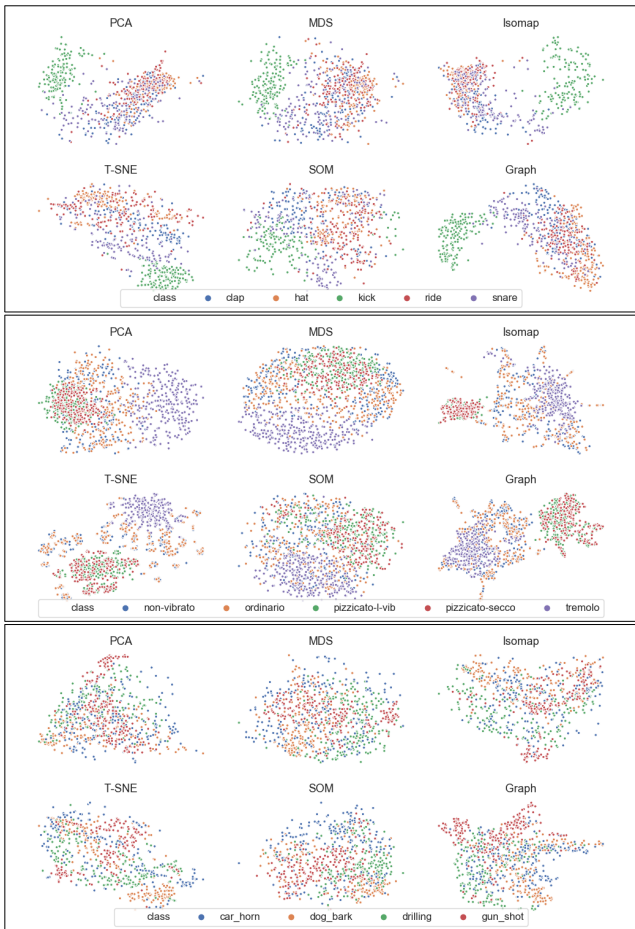 PCA MDS Isomap
T-SNE SOM Graph
class clap hat kick ride snare
PCA MDS Isomap
T-SNE SOM Graph
class non-vibrato ordinario pizzicato-l-vib pizzicato-secco tremolo
PCA MDS Isomap
T-SNE SOM Graph
class car_horn dog_bark drilling gun_shot